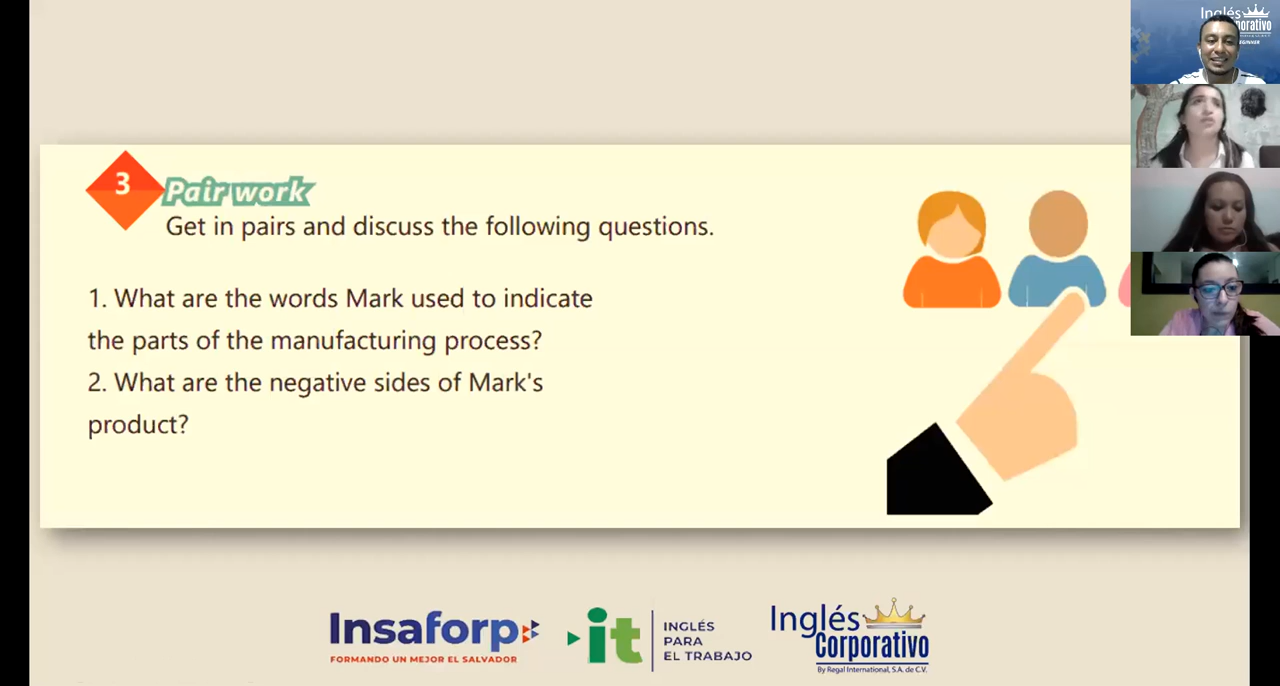 3
Pair work
Get in pairs and discuss the following questions.
1. What are the words Mark used to indicate
the parts of the manufacturing process?
2. What are the negative sides of Mark's
product?
Insaforp
FORMANDO UN MEJOR EL SALVADOR
it
INGLÉS
PARA
EL TRABAJO
Inglés
Corporativo
By Regal International, S.A. de C.V.
Inglés